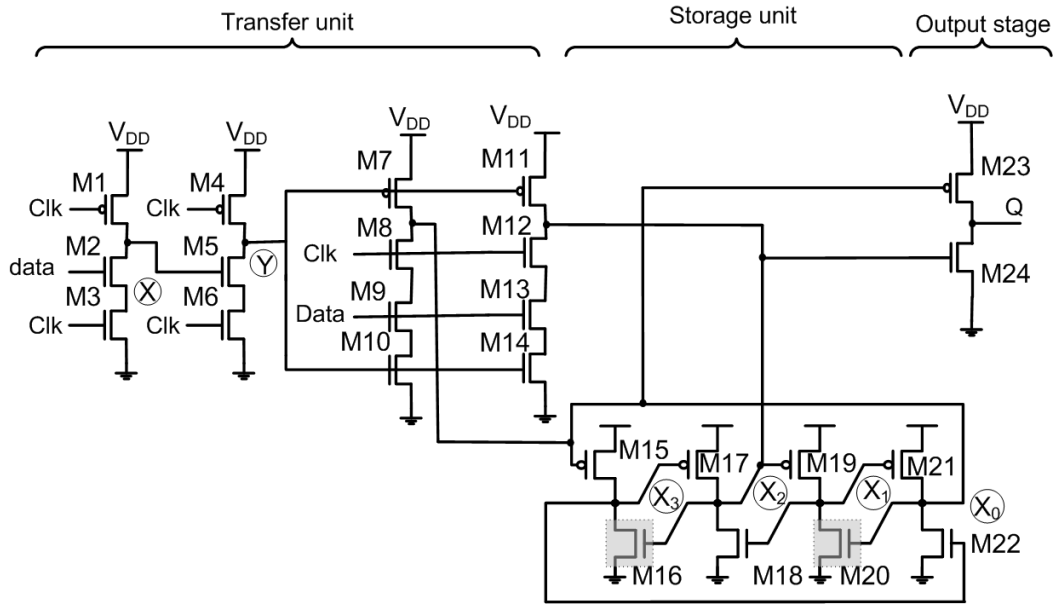 Transfer unit
Storage unit
Output stage
VDD
VDD
VDD
VDD
VDD
M1
M4
M7
M11
M23
Clk
Clk
Q
M2
M5
M8
M12
data
X
Y
Clk
M24
M3
M6
M9
M13
Clk
Clk
Data
M10
M14
M15
M17
M19
M21
X3
X2
X1
X0
M16
M18
M20
M22